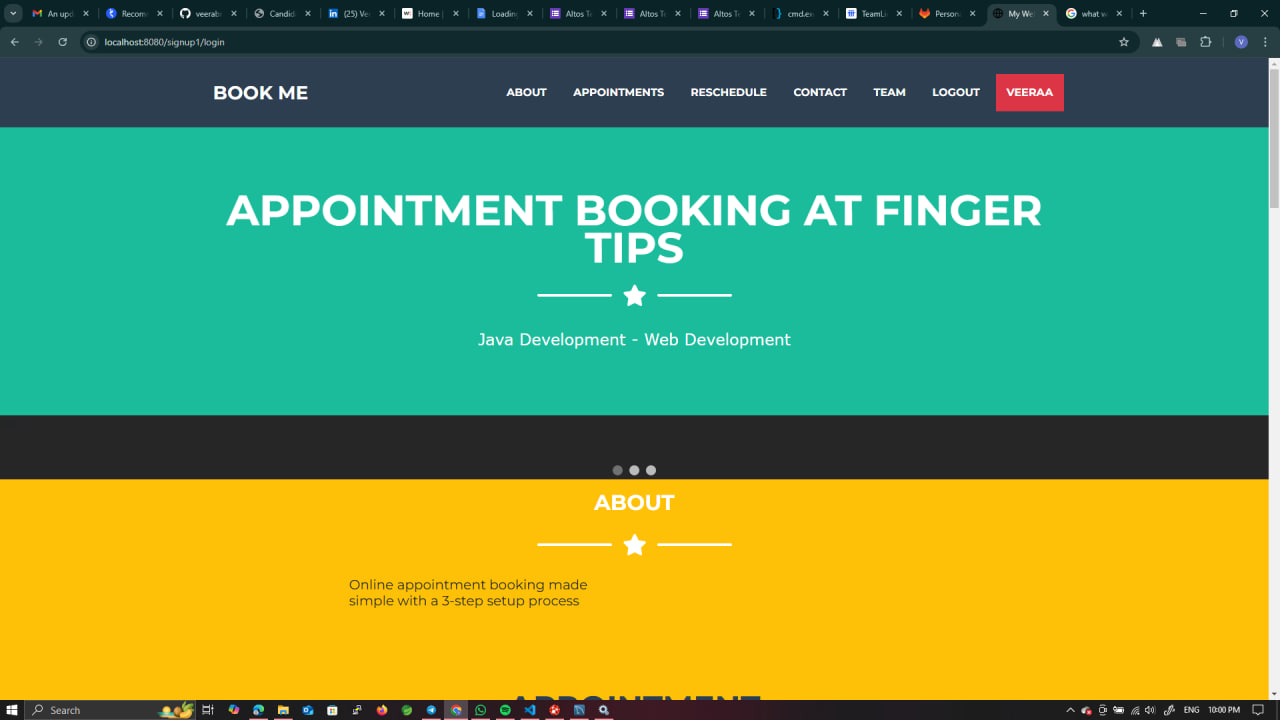 An up
Recom
veerab
Candid
(25) Ve
Home |
Loading
Altos Te
Altos Te
Altos Te
cmd.ex
TeamLi
Person
My We
what w
localhost:8080/signup1/login
V
BOOK ME
ABOUT
APPOINTMENTS
RESCHEDULE
CONTACT
TEAM
LOGOUT
VEERAA
APPOINTMENT BOOKING AT FINGER
TIPS
Java Development - Web Development
ABOUT
Online appointment booking made
simple with a 3-step setup process
APPOINTMENT
Search
ENG
10:00 PM